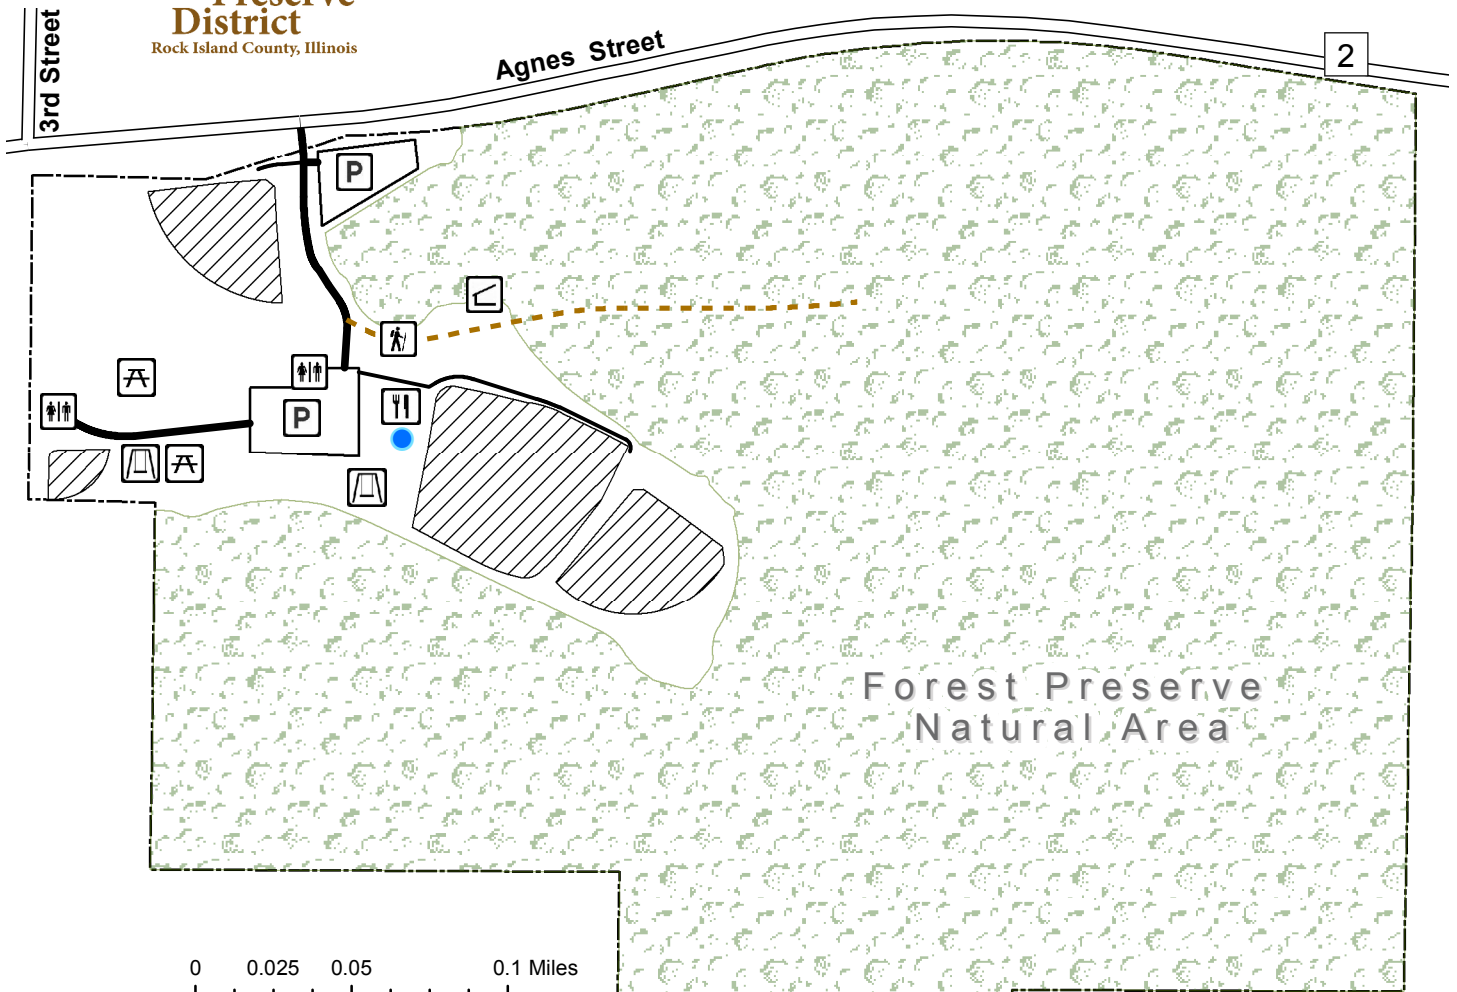 Preserve
District
Rock Island County, Illinois
3rd Street
Agnes Street
2
P
P
Forest Preserve
Natural Area
0 0.025 0.05 0.1 Miles